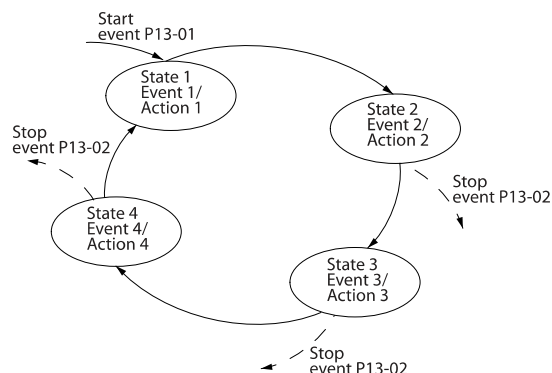 Start
event P13-01
State 1
Event 1/
Action 1
State 2
Event 2/
Action 2
Stop
event P13-02
Stop
event P13-02
State 4
Event 4/
Action 4
State 3
Event 3/
Action 3
Stop
event P13-02